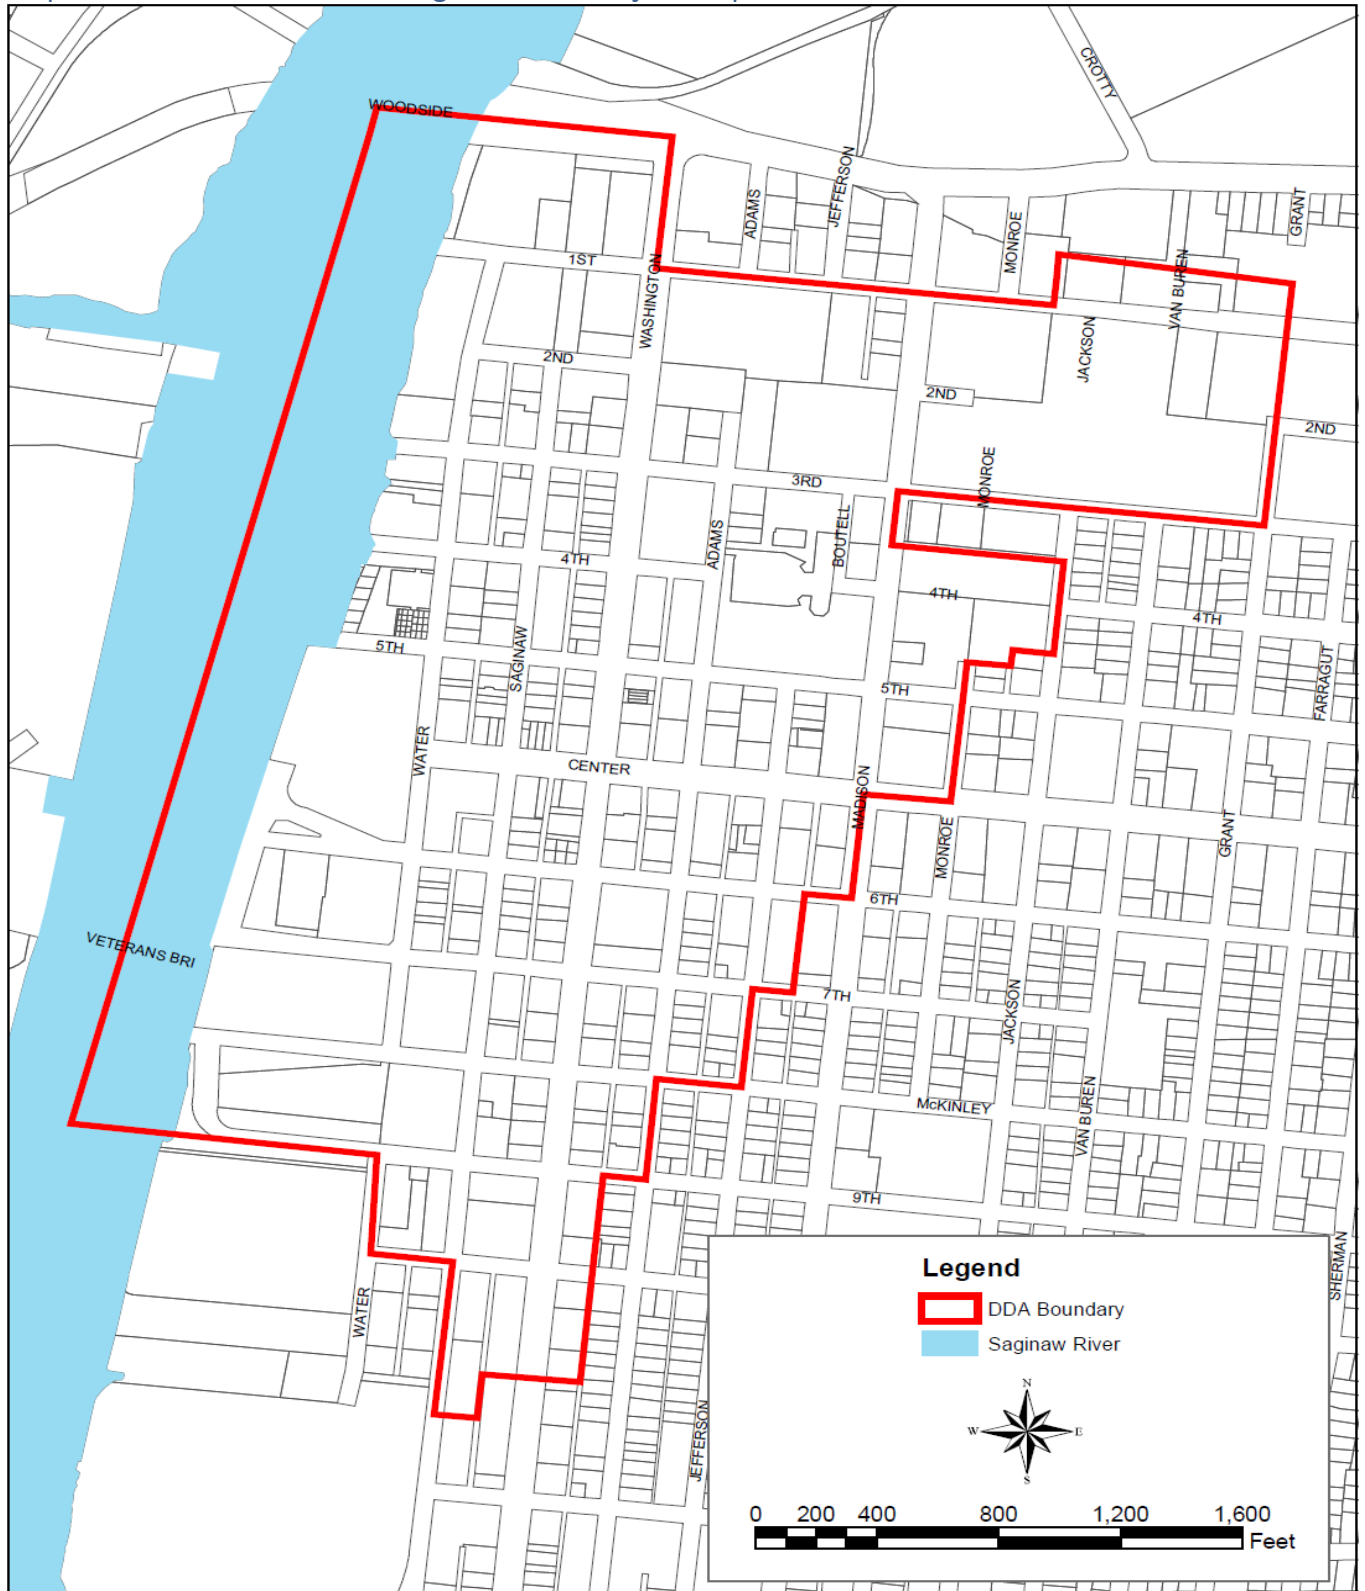 WOODSIDE
CROTTY
ADAMS
JEFFERSON
MONROE
GRANT
1ST
WASHINGTON
VAN BUREN
JACKSON
2ND
2ND
2ND
3RD
MONROE
ADAMS
BOUTELL
4TH
4TH
4TH
5TH
SAGINAW
5TH
FARRAGUT
WATER
CENTER
MADISON
MONROE
GRANT
6TH
VETERANS BRI
7TH
JACKSON
McKINLEY
VAN BUREN
9TH
SHERMAN
WATER
JEFFERSON
Legend
DDA Boundary
Saginaw River
N
W E
S
0 200 400 800 1,200 1,600
Feet